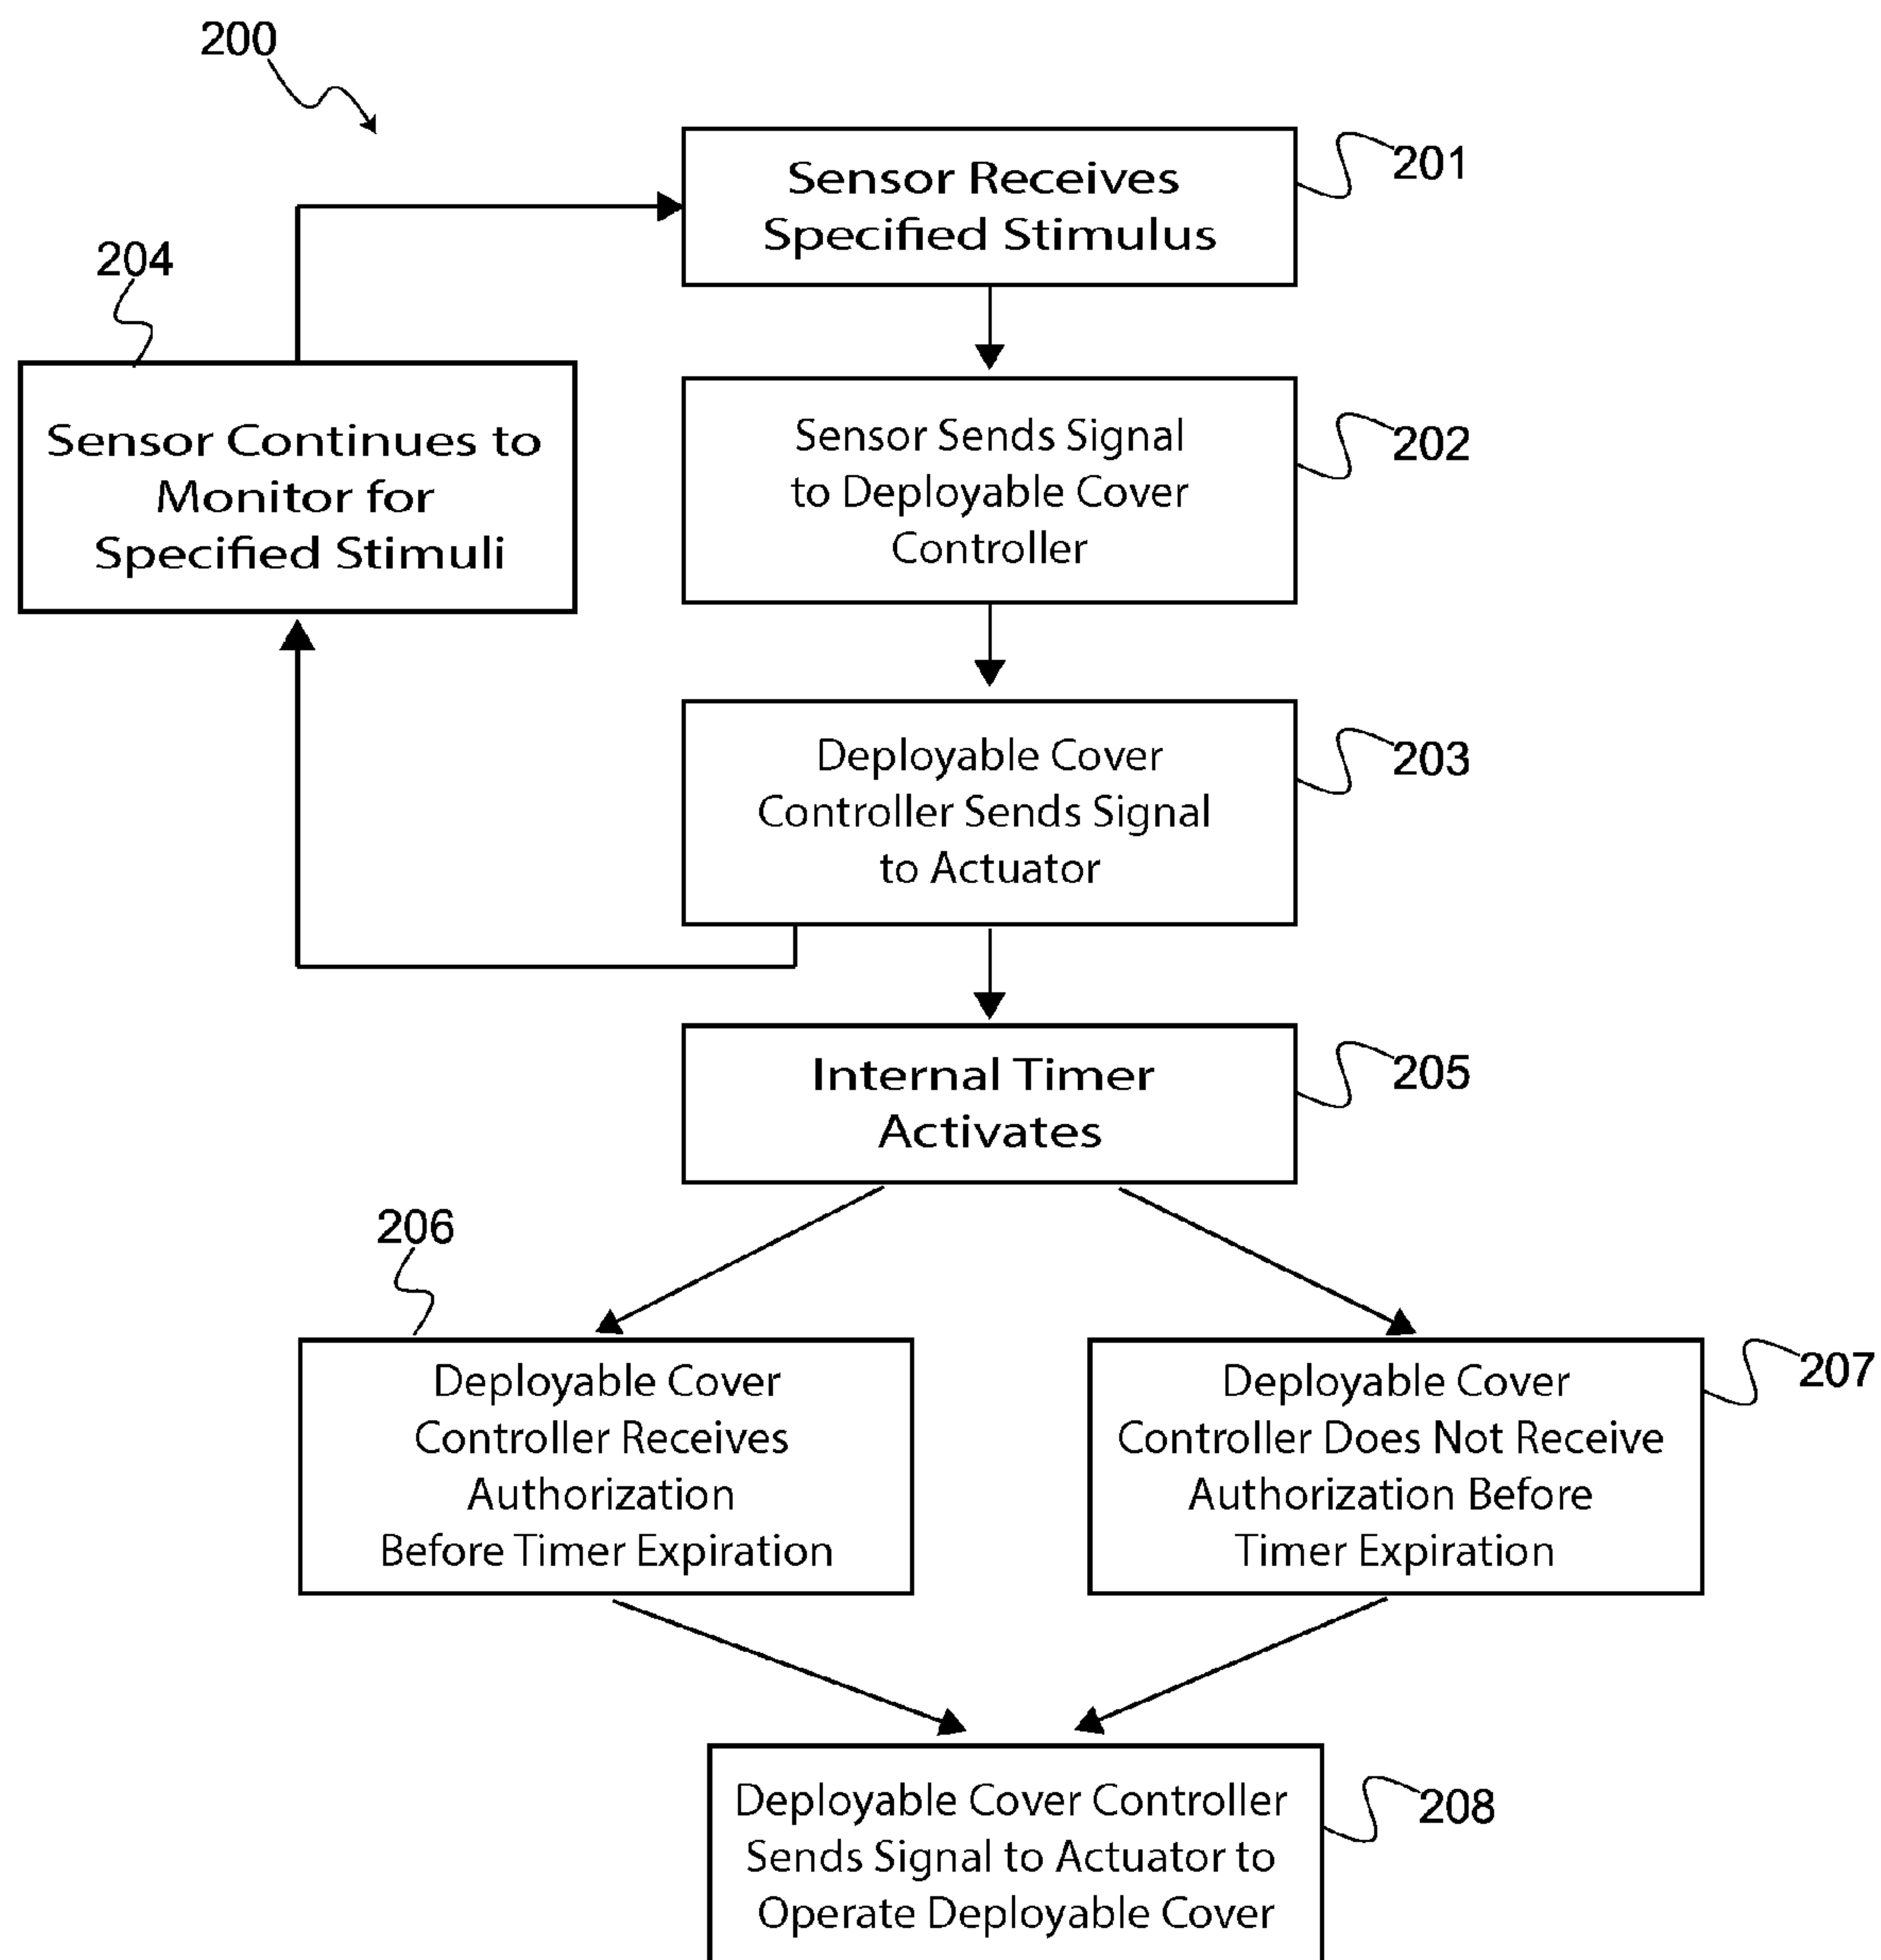 200
Sensor Receives
Specified Stimulus
201
204
Sensor Continues to
Monitor for
Specified Stimuli
Sensor Sends Signal
to Deployable Cover
Controller
202
Deployable Cover
Controller Sends Signal
to Actuator
203
Internal Timer
Activates
205
206
Deployable Cover
Controller Receives
Authorization
Before Timer Expiration
Deployable Cover
Controller Does Not Receive
Authorization Before
Timer Expiration
207
Deployable Cover Controller
Sends Signal to Actuator to
Operate Deployable Cover
208